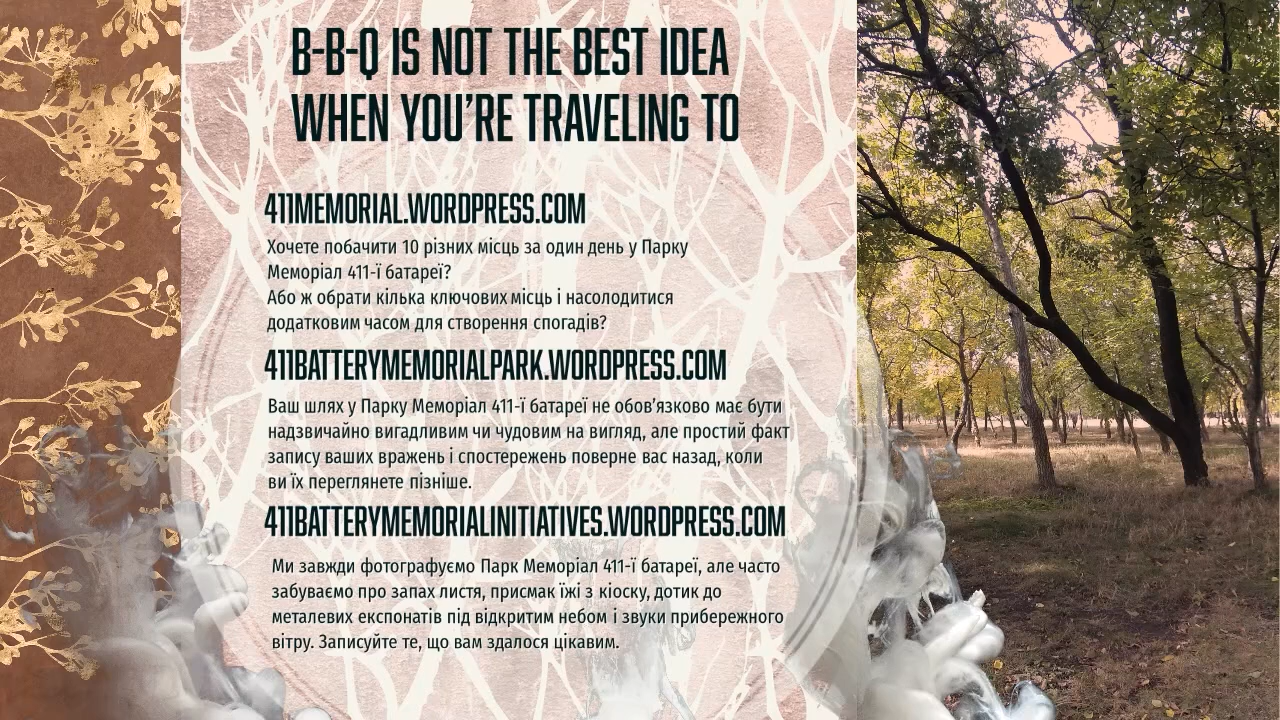 B-B-Q IS NOT THE BEST IDEA
WHEN YOU'RE TRAVELING TO
411MEMORIAL.WORDPRESS.COM
Хочете побачити 10 різних місць за один день у Парку
Меморіал 411-ї батареї?
Або ж обрати кілька ключових місць і насолодитися
додатковим часом для створення спогадів?
411BATTERYMEMORIALPARK.WORDPRESS.COM
Ваш шлях у Парку Меморіал 411-ї батареї не обов’язково має бути
надзвичайно вигадливим чи чудовим на вигляд, але простий факт
запису ваших вражень і спостережень поверне вас назад, коли
ви їх переглянете пізніше.
411BATTERYMEMORIALINITIATIVES.WORDPRESS.COM
Ми завжди фотографуємо Парк Меморіал 411-ї батареї, але часто
забуваємо про запах листя, присмак їжі з кіоску, дотик до
металевих експонатів під відкритим небом і звуки прибережного
вітру. Записуйте те, що вам здалося цікавим.